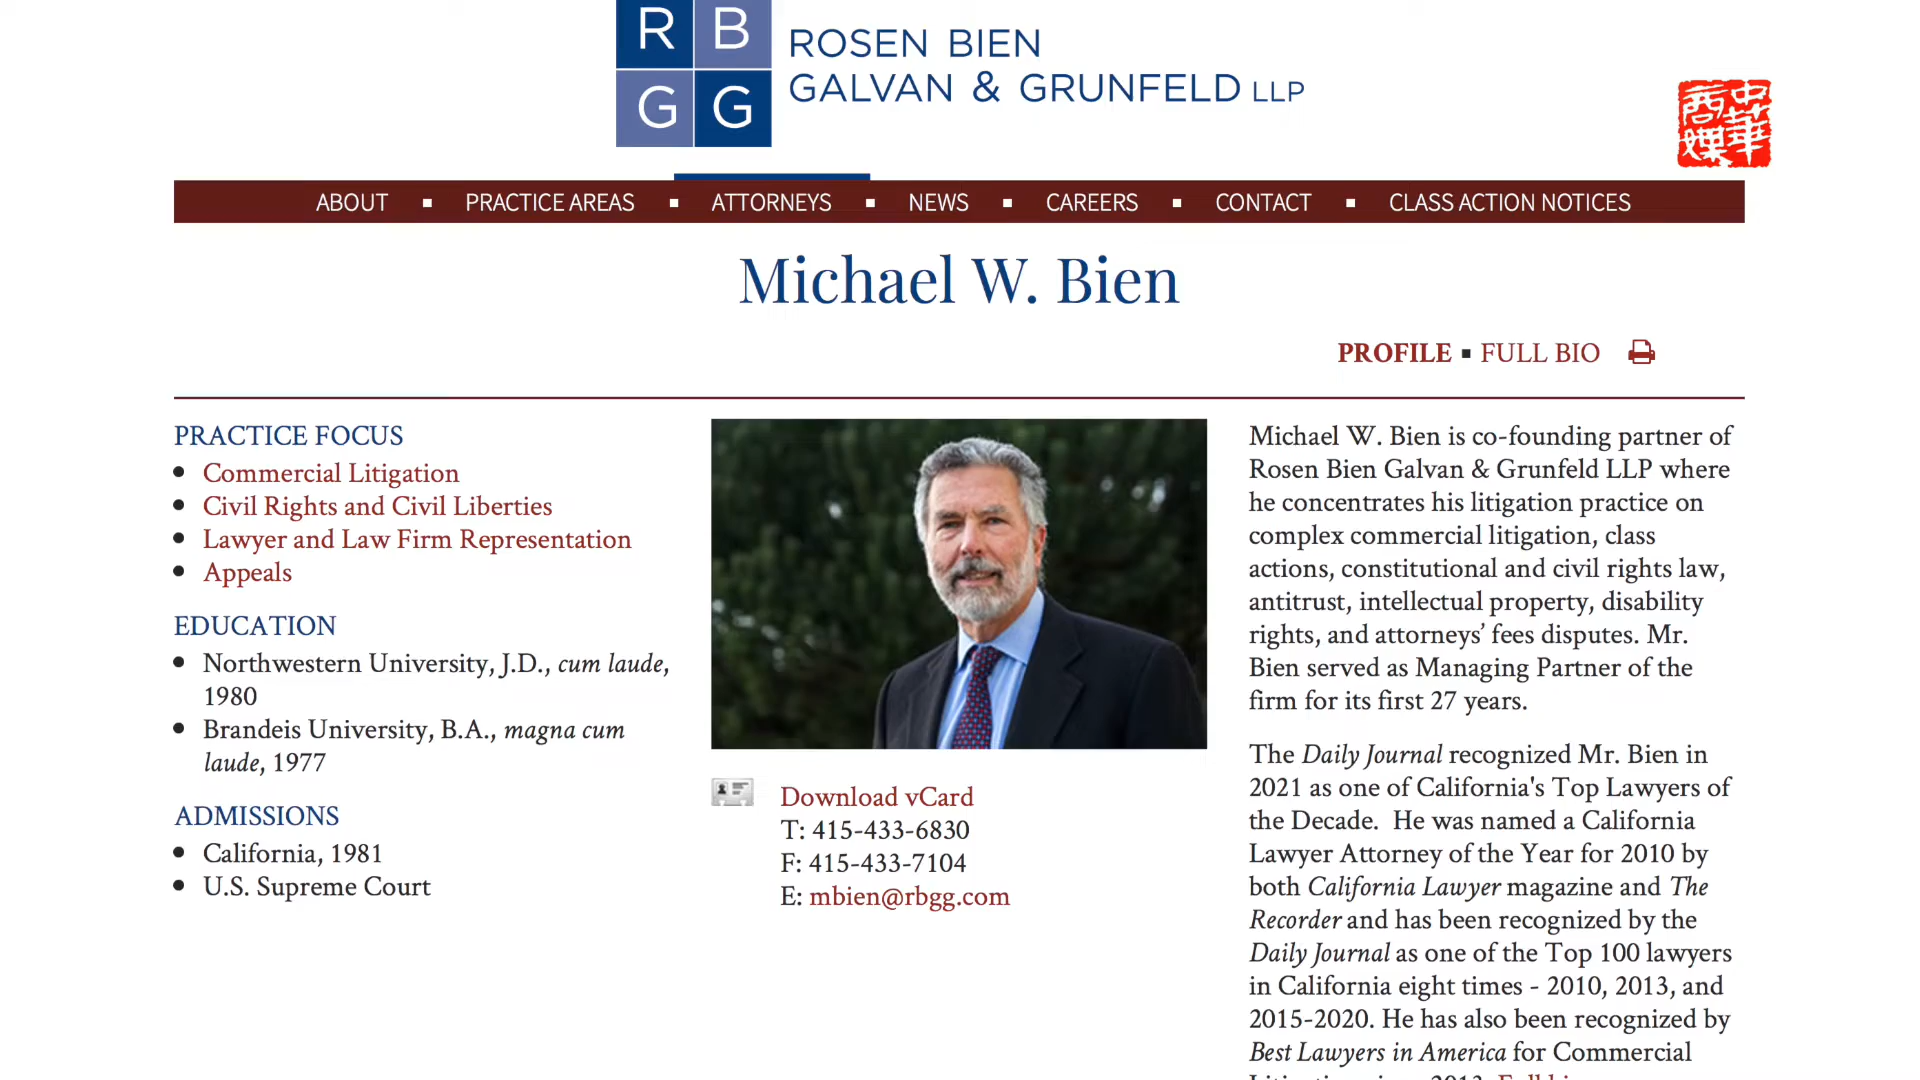 R B
G G
ROSEN BIEN
GALVAN & GRUNFELD LLP
中華
商媒
ABOUT ▪ PRACTICE AREAS ▪ ATTORNEYS ▪ NEWS ▪ CAREERS ▪ CONTACT ▪ CLASS ACTION NOTICES
Michael W. Bien
PROFILE ▪ FULL BIO
PRACTICE FOCUS
• Commercial Litigation
• Civil Rights and Civil Liberties
• Lawyer and Law Firm Representation
• Appeals
EDUCATION
• Northwestern University, J.D., cum laude,
1980
• Brandeis University, B.A., magna cum
laude, 1977
ADMISSIONS
• California, 1981
• U.S. Supreme Court
Download vCard
T: 415-433-6830
F: 415-433-7104
E: mbien@rbgg.com
Michael W. Bien is co-founding partner of
Rosen Bien Galvan & Grunfeld LLP where
he concentrates his litigation practice on
complex commercial litigation, class
actions, constitutional and civil rights law,
antitrust, intellectual property, disability
rights, and attorneys’ fees disputes. Mr.
Bien served as Managing Partner of the
firm for its first 27 years.
The Daily Journal recognized Mr. Bien in
2021 as one of California's Top Lawyers of
the Decade. He was named a California
Lawyer Attorney of the Year for 2010 by
both California Lawyer magazine and The
Recorder and has been recognized by the
Daily Journal as one of the Top 100 lawyers
in California eight times - 2010, 2013, and
2015-2020. He has also been recognized by
Best Lawyers in America for Commercial